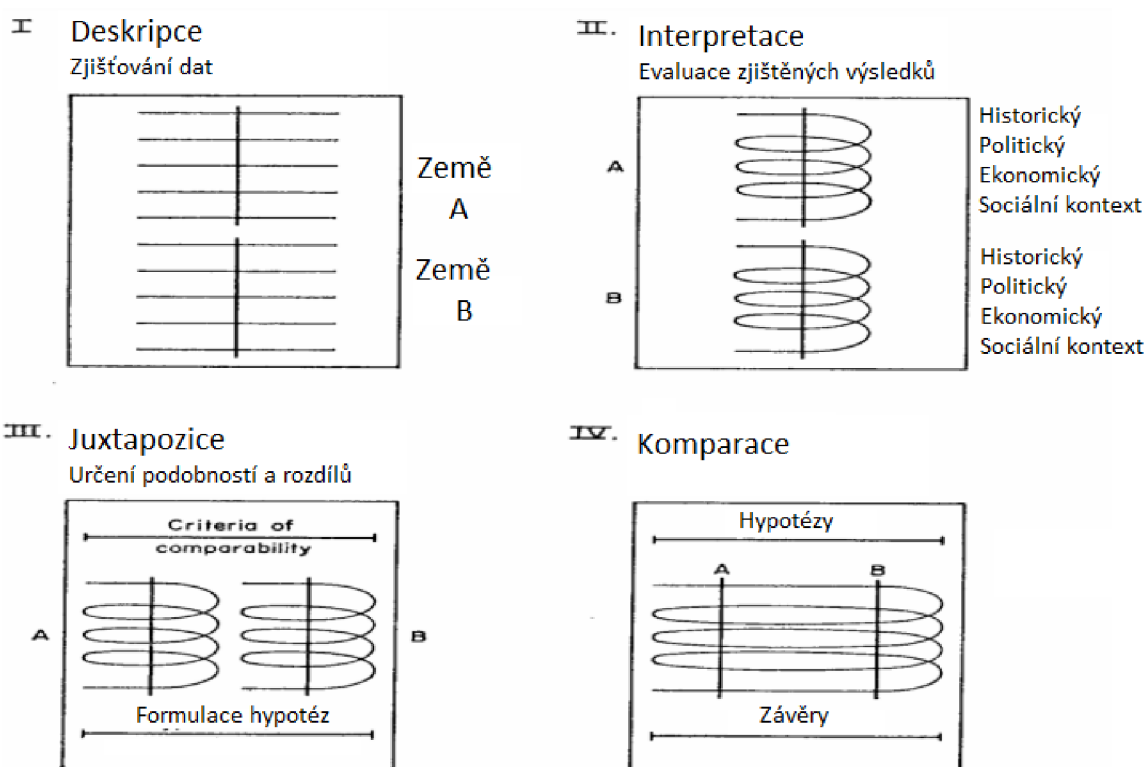 I
Deskripce
Zjišťování dat
Země
A
Země
B
II.
Interpretace
Evaluace zjištěných výsledků
A
Historický
Politický
Ekonomický
Sociální kontext
B
Historický
Politický
Ekonomický
Sociální kontext
III.
Juxtapozice
Určení podobností a rozdílů
Criteria of
comparability
A
B
Formulace hypotéz
IV.
Komparace
Hypotézy
A
B
Závěry